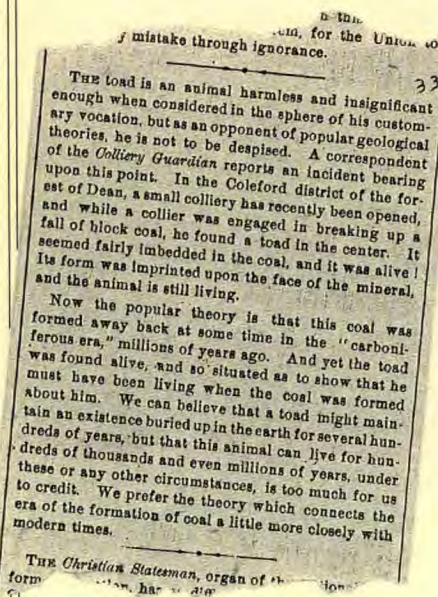 for the Union to
mistake through ignorance.
33
THE toad is an animal harmless and insignificant
enough when considered in the sphere of his custom-
ary vocation, but as an opponent of popular geological
theories, he is not to be despised. A correspondent
of the Colliery Guardian reports an incident bearing
upon this point. In the Coleford district of the for-
est of Dean, a small colliery has recently been opened,
and while a collier was engaged in breaking up a
fall of block coal, he found a toad in the center. It
seemed fairly imbedded in the coal, and it was alive!
Its form was imprinted upon the face of the mineral,
and the animal is still living.
Now the popular theory is that this coal was
formed away back at some time in the "carboni-
ferous era," millions of years ago. And yet the toad
was found alive, and so situated as to show that he
must have been living when the coal was formed
about him. We can believe that a toad might main-
tain an existence buried up in the earth for several hun-
dreds of years, but that this animal can live for hun-
dreds of thousands and even millions of years, under
these or any other circumstances, is too much for us
to credit. We prefer the theory which connects the
era of the formation of coal a little more closely with
modern times.
THE Christian Statesman, organ of
form